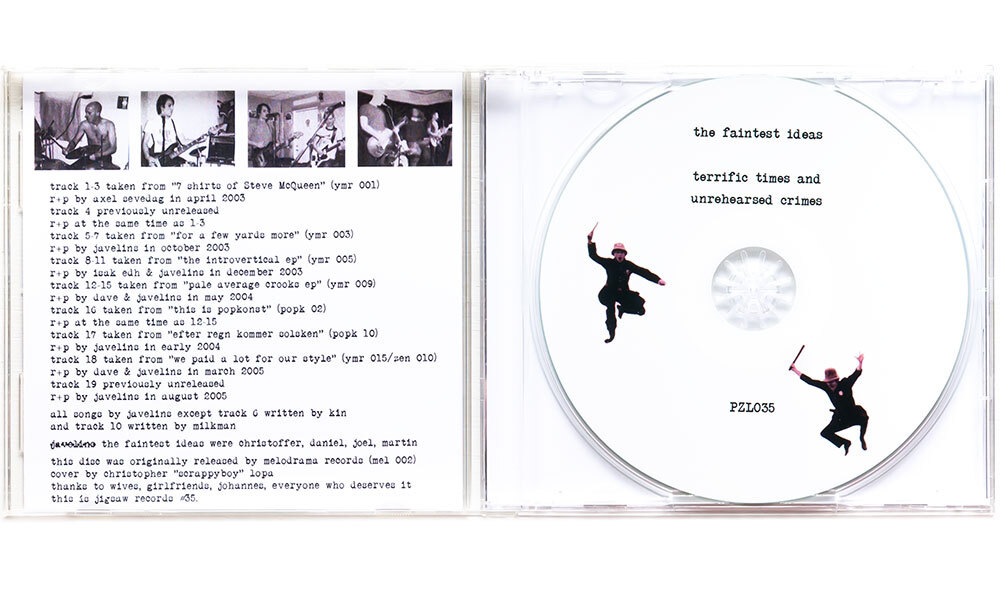 track 1-3 taken from "7 shirts of Steve McQueen" (ymr 001)
r+p by axel sevedag in april 2003
track 4 previously unreleased
r+p at the same time as 1-3
track 5-7 taken from "for a few yards more" (ymr 003)
r+p by javelins in october 2003
track 8-11 taken from "the introvertical ep" (ymr 005)
r+p by isak edh & javelins in december 2003
track 12-15 taken from "pale average crooks ep" (ymr 009)
r+p by dave & javelins in may 2004
track 16 taken from "this is popkonst" (popk 02)
r+p at the same time as 12-15
track 17 taken from "efter regn kommer solsken" (popk 10)
r+p by javelins in early 2004
track 18 taken from "we paid a lot for our style" (ymr 015/zen 010)
r+p by dave & javelins in march 2005
track 19 previously unreleased
r+p by javelins in august 2005
all songs by javelins except track 6 written by kin
and track 10 written by milkman
javelins the faintest ideas were christoffer, daniel, joel, martin
this disc was originally released by melodrama records (mel 002)
cover by christopher "scrappyboy" lopa
thanks to wives, girlfriends, johannes, everyone who deserves it
this is jigsaw records #35.
the faintest ideas
terrific times and
unrehearsed crimes
PZL035